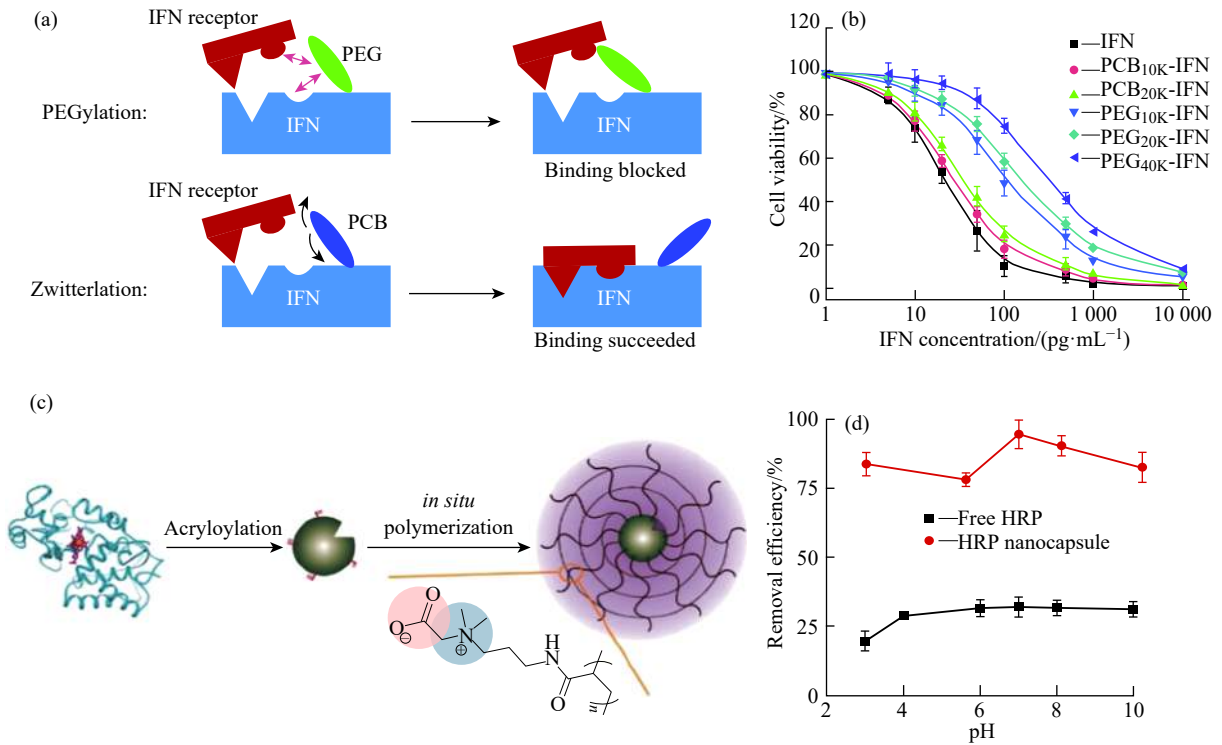 (a)
IFN receptor
PEG
PEGylation:
IFN
IFN
Binding blocked
IFN receptor
PCB
Zwitterlation:
IFN
IFN
Binding succeeded
(b)
IFN
PCB10K-IFN
PCB20K-IFN
PEG10K-IFN
PEG20K-IFN
PEG40K-IFN
Cell viability/%
100
80
60
40
20
0
1
10
100
1 000
10 000
IFN concentration/(pg·mL−1)
(c)
Acryloylation
in situ
polymerization
O
O
⊖
N
⊕
H
N
O
n
(d)
Removal efficiency/%
100
75
50
25
0
Free HRP
HRP nanocapsule
2
4
6
8
10
pH